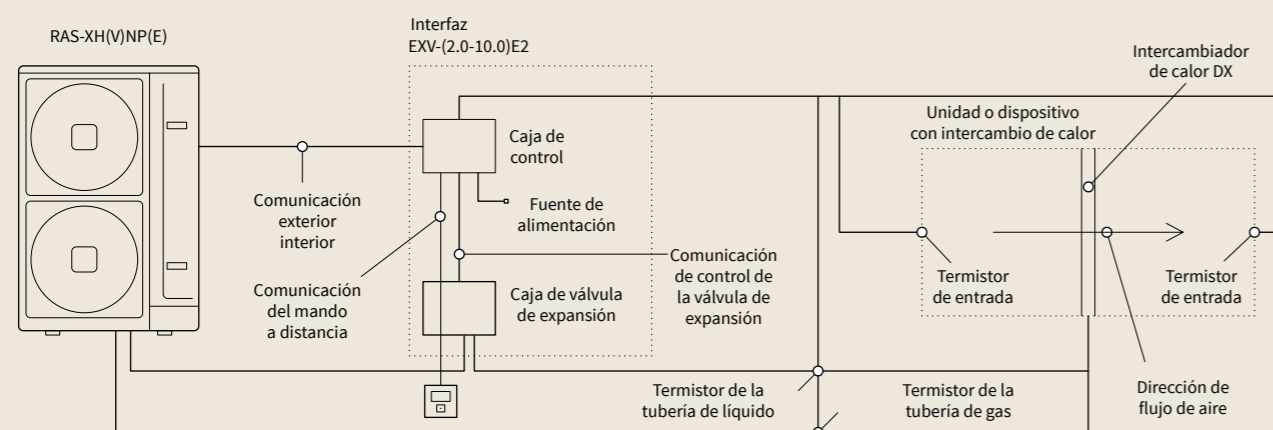 RAS-XH(V)NP(E)
Interfaz
EXV-(2.0-10.0)E2
Intercambiador
de calor DX
Unidad o dispositivo
con intercambio de calor
Caja de
control
Comunicación
exterior
interior
Fuente de
alimentación
Comunicación
del mando
a distancia
Comunicación
de control de
la válvula de
expansión
Caja de válvula
de expansión
Termistor
de entrada
Termistor
de entrada
Termistor de la
tubería de líquido
Termistor de la
tubería de gas
Dirección de
flujo de aire